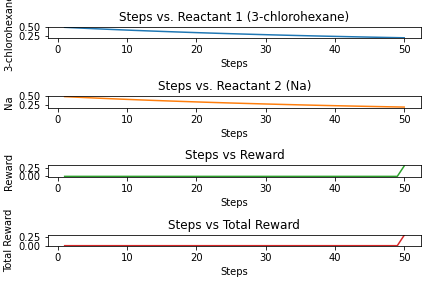 Steps vs. Reactant 1 (3-chlorohexane)
3-chlorohexane
0.50
0.25
0 10 20 30 40 50
Steps
Steps vs. Reactant 2 (Na)
Na
0.50
0.25
0 10 20 30 40 50
Steps
Steps vs Reward
Reward
0.25
0.00
0 10 20 30 40 50
Steps
Steps vs Total Reward
Total Reward
0.25
0.00
0 10 20 30 40 50
Steps